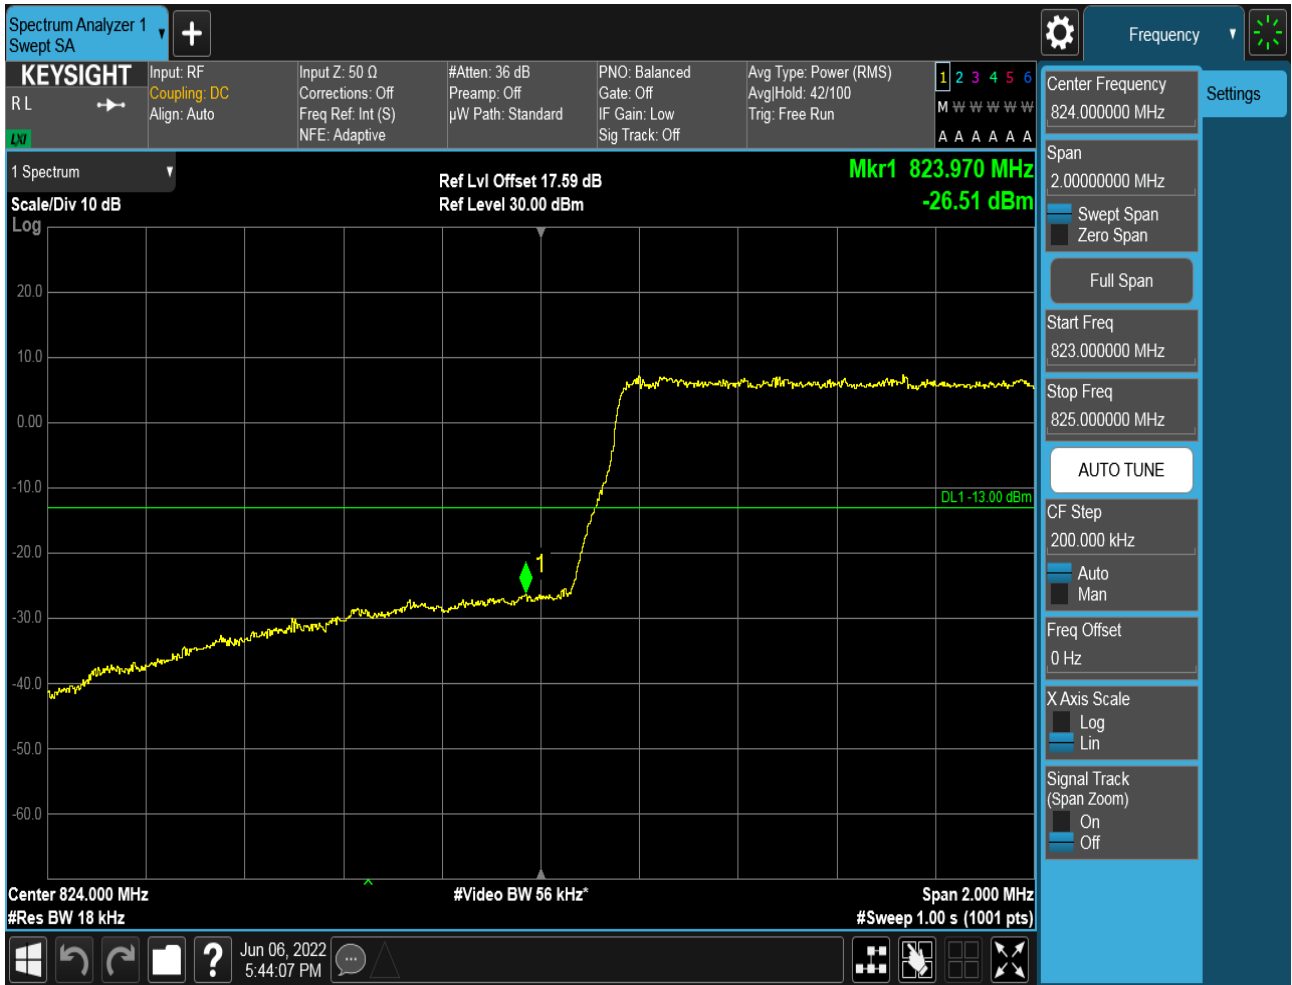 Spectrum Analyzer 1
Swept SA
+
Frequency
KEYSIGHT
R L
LXI
Input: RF
Coupling: DC
Align: Auto
Input Z: 50 Ω
Corrections: Off
Freq Ref: Int (S)
NFE: Adaptive
#Atten: 36 dB
Preamp: Off
µW Path: Standard
PNO: Balanced
Gate: Off
IF Gain: Low
Sig Track: Off
Avg Type: Power (RMS)
Avg|Hold: 42/100
Trig: Free Run
1 2 3 4 5 6
M W W W W W
A A A A A A
1 Spectrum
Scale/Div 10 dB
Log
Ref Lvl Offset 17.59 dB
Ref Level 30.00 dBm
Mkr1 823.970 MHz
-26.51 dBm
20.0
10.0
0.00
-10.0
-20.0
-30.0
-40.0
-50.0
-60.0
DL1 -13.00 dBm
1
Center 824.000 MHz
#Res BW 18 kHz
#Video BW 56 kHz*
Span 2.000 MHz
#Sweep 1.00 s (1001 pts)
?
Jun 06, 2022
5:44:07 PM
Center Frequency
824.000000 MHz
Span
2.00000000 MHz
Swept Span
Zero Span
Full Span
Start Freq
823.000000 MHz
Stop Freq
825.000000 MHz
AUTO TUNE
CF Step
200.000 kHz
Auto
Man
Freq Offset
0 Hz
X Axis Scale
Log
Lin
Signal Track
(Span Zoom)
On
Off
Settings